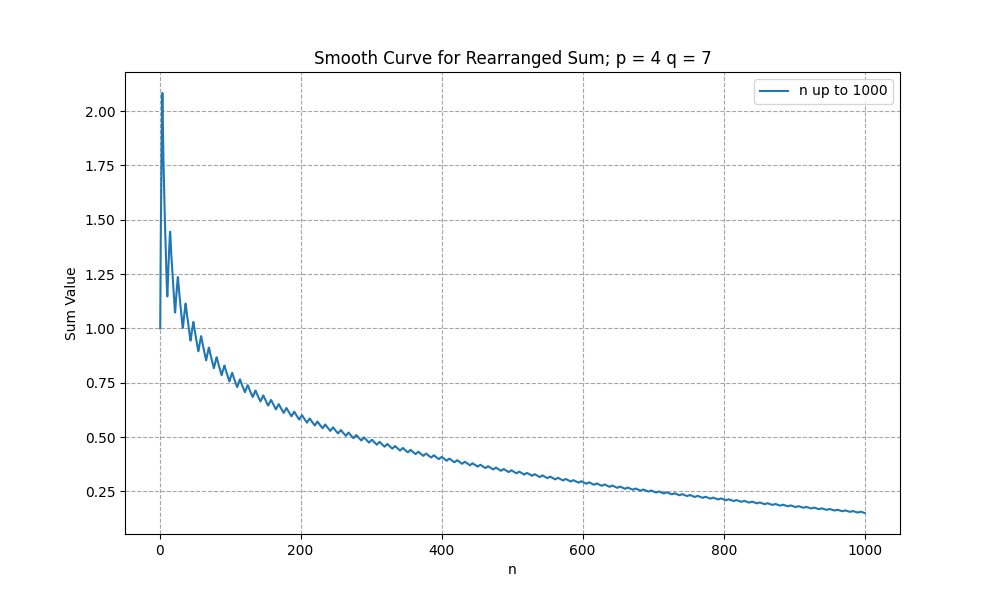 Smooth Curve for Rearranged Sum; p = 4 q = 7
n up to 1000
2.00
1.75
1.50
1.25
1.00
0.75
0.50
0.25
Sum Value
0 200 400 600 800 1000
n